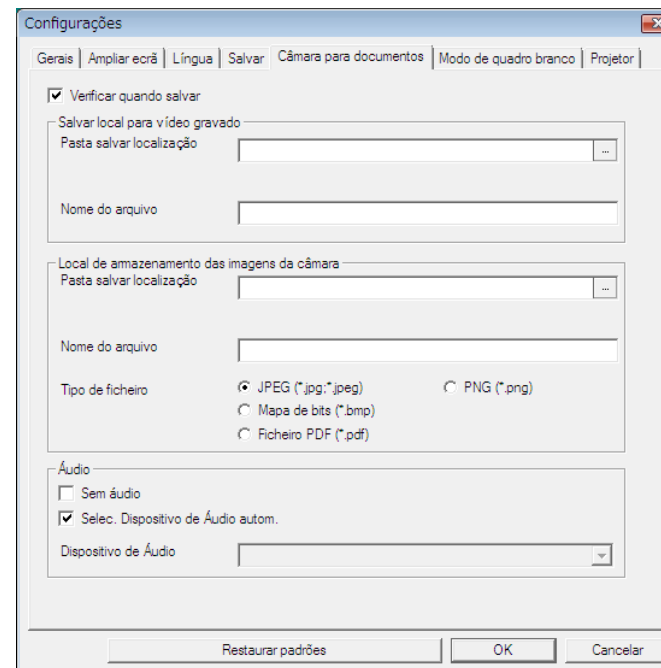 Configurações
Gerais Ampliar ecrã Língua Salvar Câmara para documentos Modo de quadro branco Projetor
Verificar quando salvar
Salvar local para vídeo gravado
Pasta salvar localização ...
Nome do arquivo
Local de armazenamento das imagens da câmara
Pasta salvar localização ...
Nome do arquivo
Tipo de ficheiro JPEG (*.jpg;*.jpeg) PNG (*.png)
Mapa de bits (*.bmp)
Ficheiro PDF (*.pdf)
Áudio
Sem áudio
Selec. Dispositivo de Áudio autom.
Dispositivo de Áudio
Restaurar padrões OK Cancelar